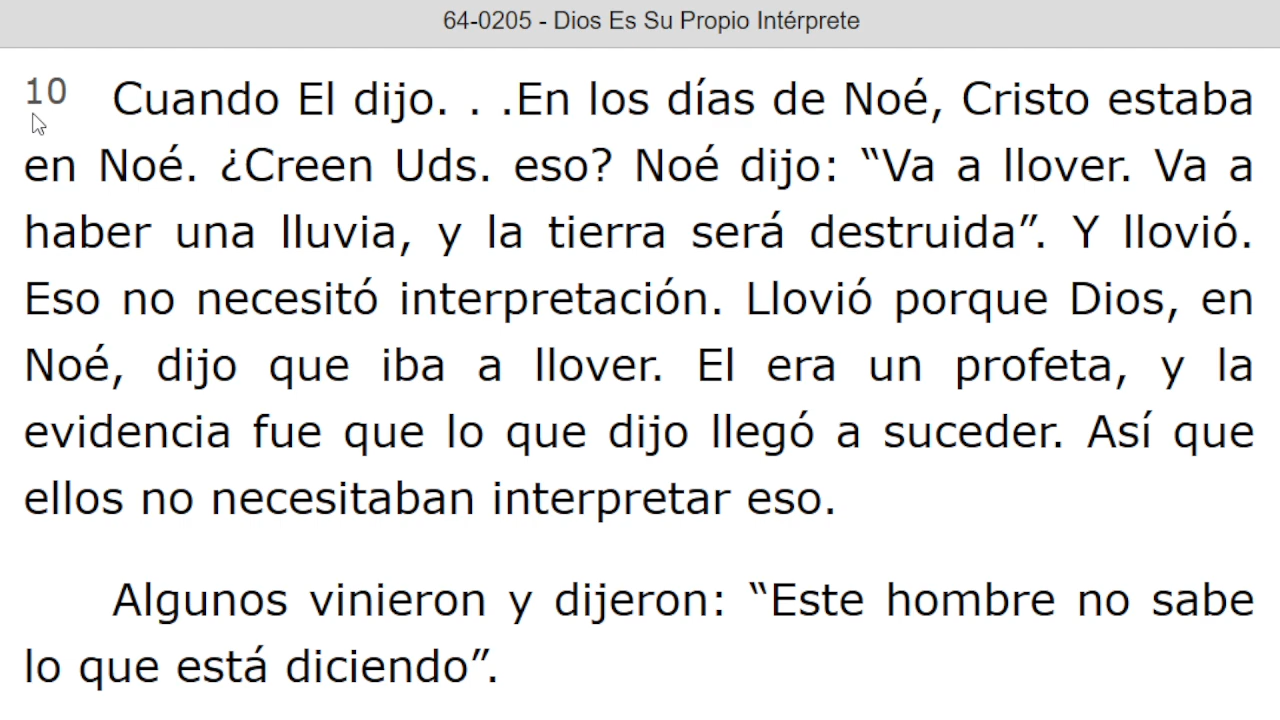 64-0205 - Dios Es Su Propio Intérprete
10 Cuando El dijo. . .En los días de Noé, Cristo estaba
en Noé. ¿Creen Uds. eso? Noé dijo: “Va a llover. Va a
haber una lluvia, y la tierra será destruida”. Y llovió.
Eso no necesitó interpretación. Llovió porque Dios, en
Noé, dijo que iba a llover. El era un profeta, y la
evidencia fue que lo que dijo llegó a suceder. Así que
ellos no necesitaban interpretar eso.
Algunos vinieron y dijeron: “Este hombre no sabe
lo que está diciendo”.